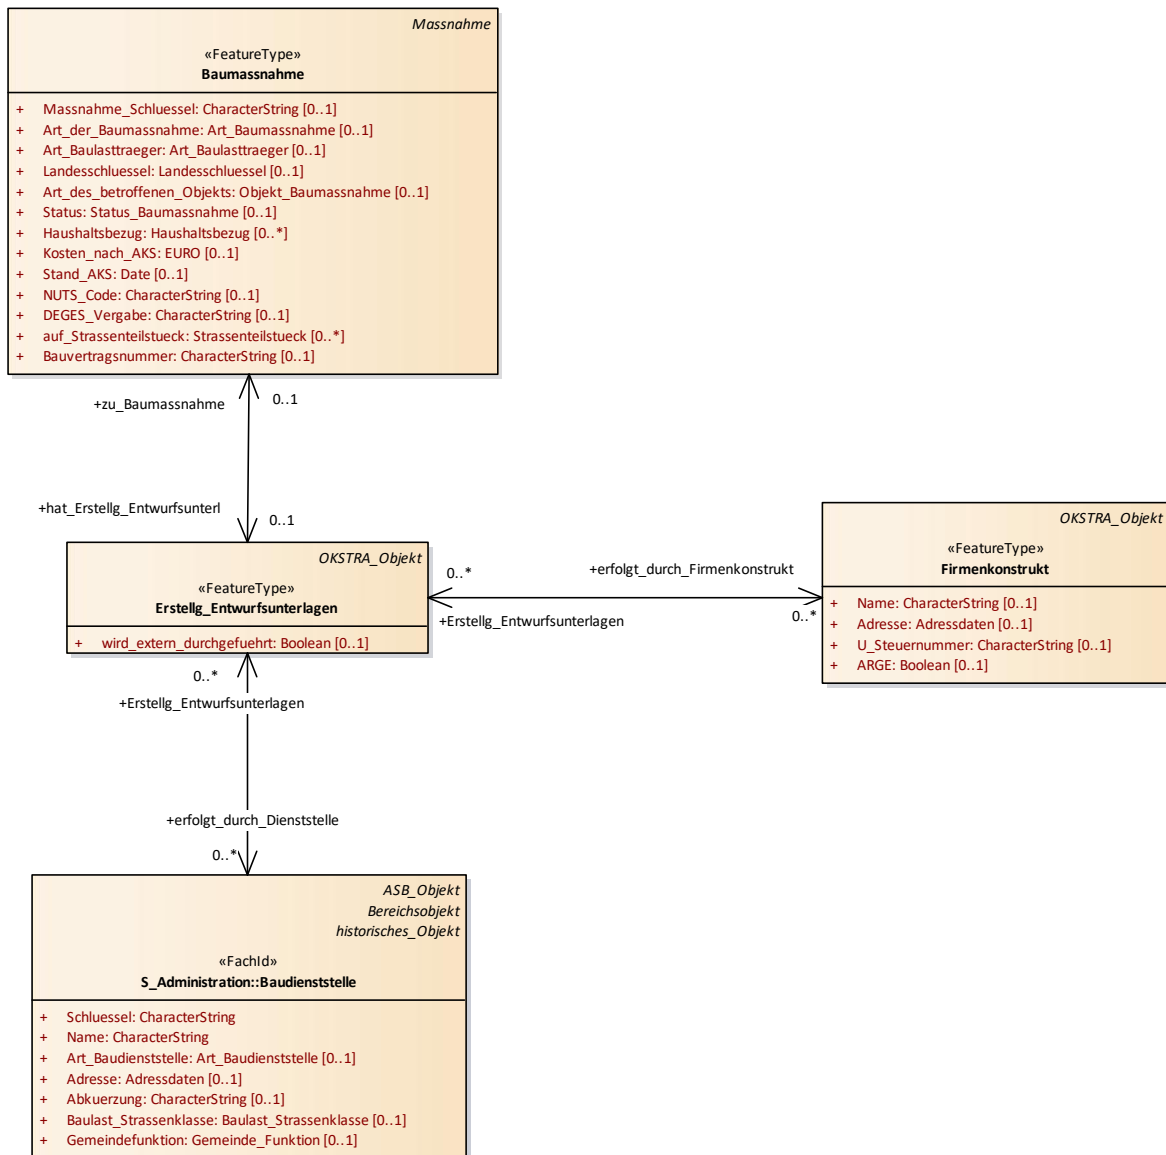 Massnahme
«FeatureType»
Baumassnahme
+ Massnahme_Schluessel: CharacterString [0..1]
+ Art_der_Baumassnahme: Art_Baumassnahme [0..1]
+ Art_Baulasttraeger: Art_Baulasttraeger [0..1]
+ Landesschluessel: Landesschluessel [0..1]
+ Art_des_betroffenen_Objekts: Objekt_Baumassnahme [0..1]
+ Status: Status_Baumassnahme [0..1]
+ Haushaltsbezug: Haushaltsbezug [0..*]
+ Kosten_nach_AKS: EURO [0..1]
+ Stand_AKS: Date [0..1]
+ NUTS_Code: CharacterString [0..1]
+ DEGES_Vergabe: CharacterString [0..1]
+ auf_Strassenteilstueck: Strassenteilstueck [0..*]
+ Bauvertragsnummer: CharacterString [0..1]
+zu_Baumassnahme
0..1
+hat_Erstellg_Entwurfsunterl
0..1
OKSTRA_Objekt
«FeatureType»
Erstellg_Entwurfsunterlagen
+ wird_extern_durchgefuehrt: Boolean [0..1]
0..*
+erfolgt_durch_Firmenkonstrukt
+Erstellg_Entwurfsunterlagen
0..*
OKSTRA_Objekt
«FeatureType»
Firmenkonstrukt
+ Name: CharacterString [0..1]
+ Adresse: Adressdaten [0..1]
+ U_Steuernummer: CharacterString [0..1]
+ ARGE: Boolean [0..1]
0..*
+Erstellg_Entwurfsunterlagen
+erfolgt_durch_Dienststelle
0..*
ASB_Objekt
Bereichsobjekt
historisches_Objekt
«FachId»
S_Administration::Baudienststelle
+ Schluessel: CharacterString
+ Name: CharacterString
+ Art_Baudienststelle: Art_Baudienststelle [0..1]
+ Adresse: Adressdaten [0..1]
+ Abkuerzung: CharacterString [0..1]
+ Baulast_Strassenklasse: Baulast_Strassenklasse [0..1]
+ Gemeindefunktion: Gemeinde_Funktion [0..1]